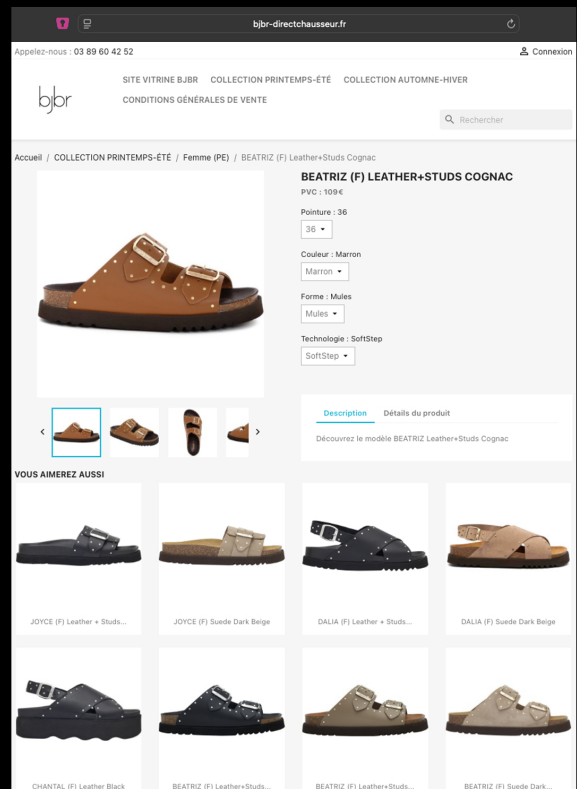 bjbr-directchausseur.fr
Appelez-nous : 03 89 60 42 52
Connexion
bjbr
SITE VITRINE BJBR COLLECTION PRINTEMPS-ÉTÉ COLLECTION AUTOMNE-HIVER
CONDITIONS GÉNÉRALES DE VENTE
Rechercher
Accueil / COLLECTION PRINTEMPS-ÉTÉ / Femme (PE) / BEATRIZ (F) Leather+Studs Cognac
BEATRIZ (F) LEATHER+STUDS COGNAC
PVC : 109€
Pointure : 36
36
Couleur : Marron
Marron
Forme : Mules
Mules
Technologie : SoftStep
SoftStep
Description Détails du produit
Découvrez le modèle BEATRIZ Leather+Studs Cognac
VOUS AIMEREZ AUSSI
JOYCE (F) Leather + Studs...
JOYCE (F) Suede Dark Beige
DALIA (F) Leather + Studs...
DALIA (F) Suede Dark Beige
CHANTAL (F) Leather Black
BEATRIZ (F) Leather+Studs...
BEATRIZ (F) Leather+Studs...
BEATRIZ (F) Suede Dark...